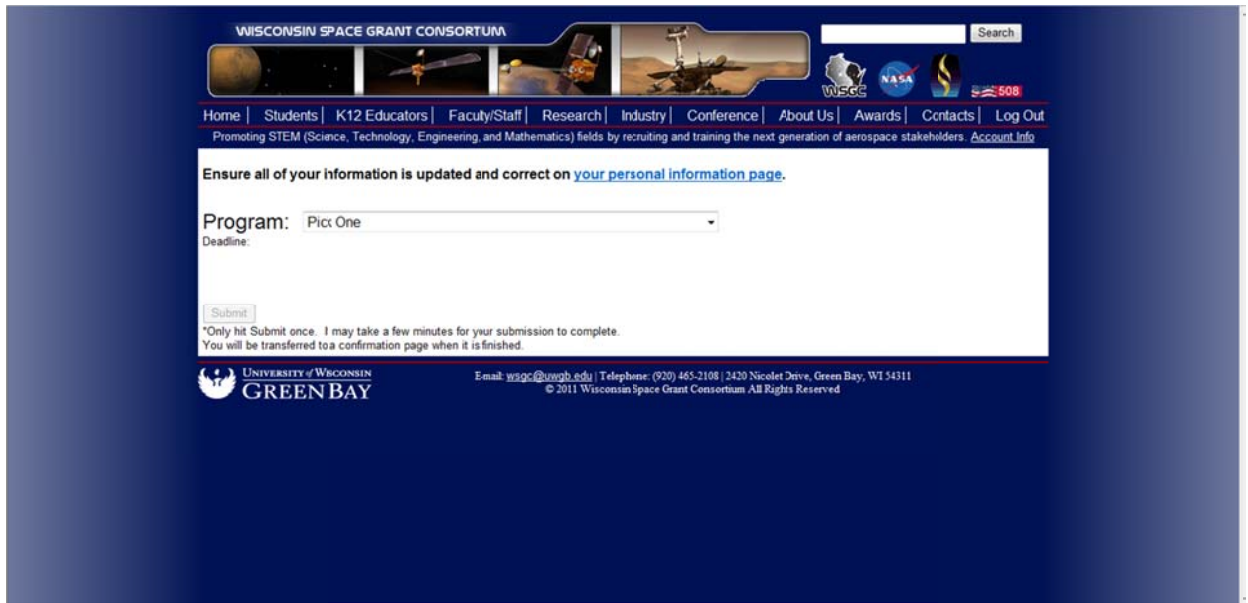 WISCONSIN SPACE GRANT CONSORTIUM
Search
WSGC
NASA
508
Home | Students | K12 Educators | Faculty/Staff | Research | Industry | Conference | About Us | Awards | Contacts | Log Out
Promoting STEM (Science, Technology, Engineering, and Mathematics) fields by recruiting and training the next generation of aerospace stakeholders. Account Info
Ensure all of your information is updated and correct on your personal information page.
Program: Pick One
Deadline:
Submit
*Only hit Submit once. I may take a few minutes for your submission to complete.
You will be transferred to a confirmation page when it is finished.
UNIVERSITY of WISCONSIN
GREEN BAY
Email: wsgc@uwgb.edu | Telephone: (920) 465-2108 | 2420 Nicolet Drive, Green Bay, WI 54311
© 2011 Wisconsin Space Grant Consortium All Rights Reserved